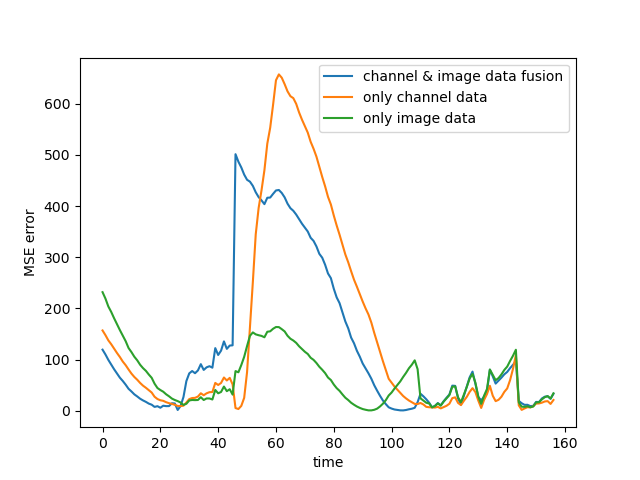 channel & image data fusion
only channel data
only image data
600
500
400
300
200
100
0
MSE error
0 20 40 60 80 100 120 140 160
time